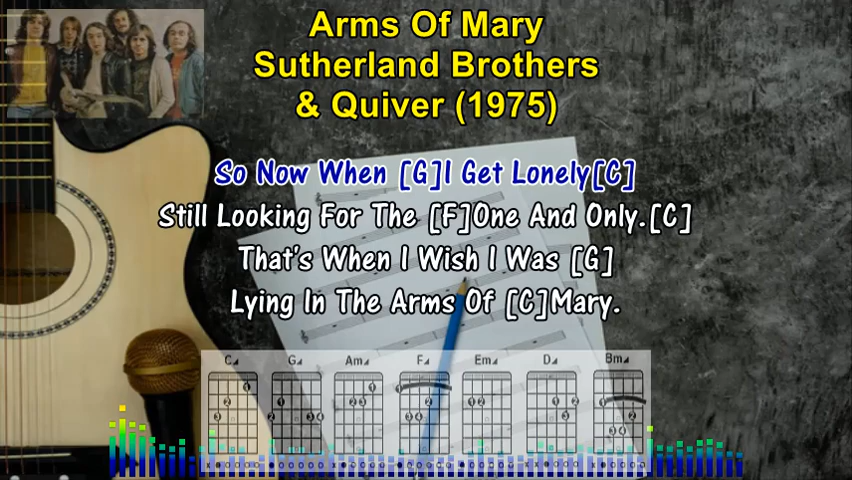 Arms Of Mary
Sutherland Brothers
& Quiver (1975)
So Now When [G]I Get Lonely[C]
Still Looking For The [F]One And Only.[C]
That's When I Wish I Was [G]
Lying In The Arms Of [C]Mary.
C G Am F Em D Bm